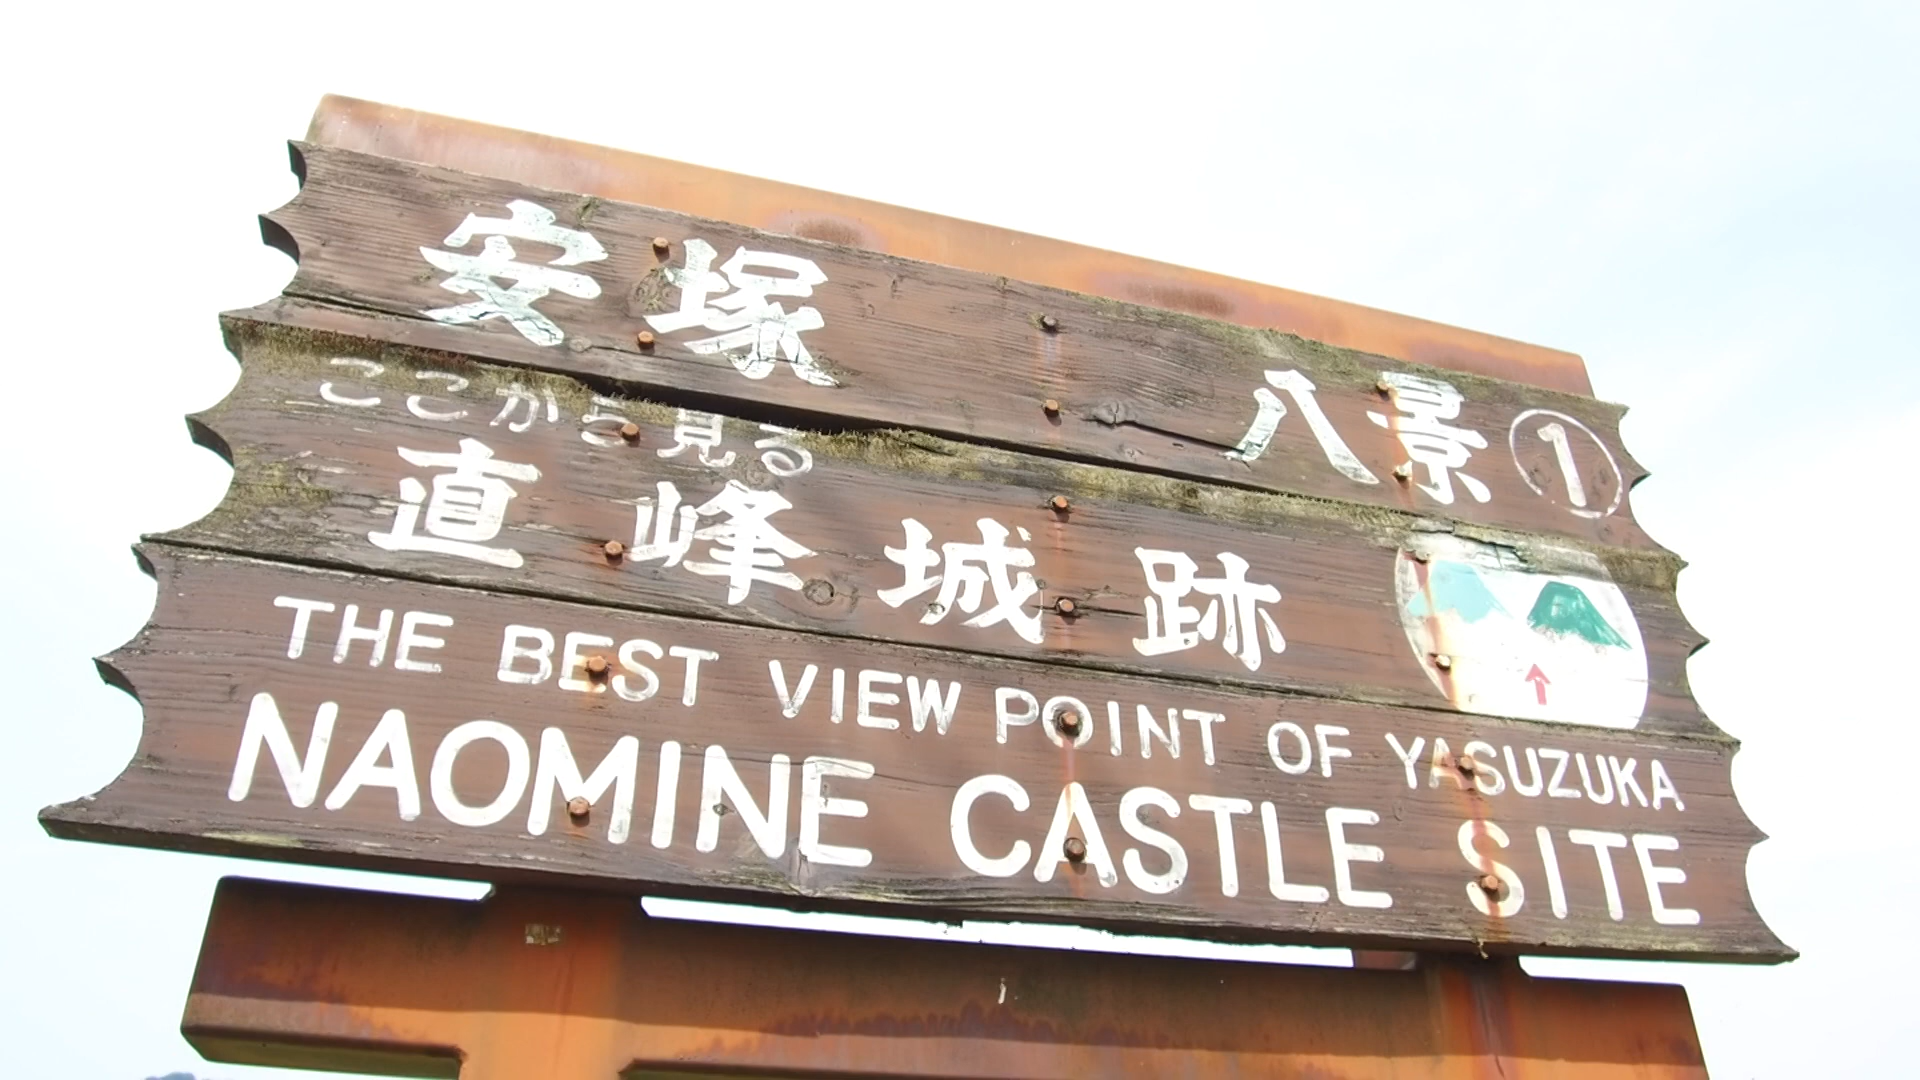 安塚 八景①
ここから見る
直峰城跡
THE BEST VIEW POINT OF YASUZUKA
NAOMINE CASTLE SITE